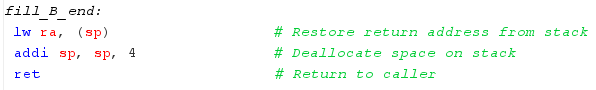 fill_B_end:
lw ra, (sp) # Restore return address from stack
addi sp, sp, 4 # Deallocate space on stack
ret # Return to caller